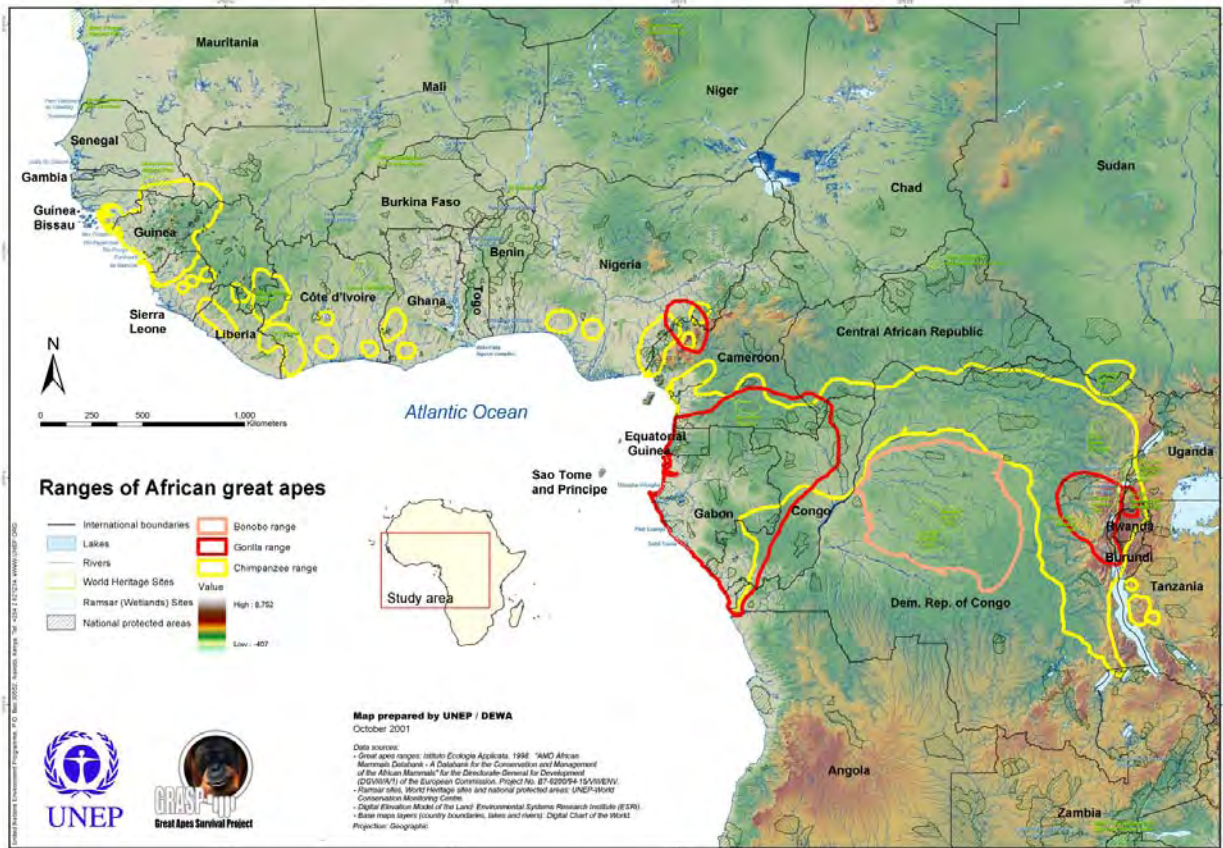 Mauritania
Mali
Niger
Senegal
Sudan
Gambia
Chad
Burkina Faso
Guinea-
Bissau
Guinea
Benin
Nigeria
Côte d'Ivoire
Ghana
Togo
Sierra
Leone
Liberia
Central African Republic
Cameroon
N
0 250 500 1,000
Kilometers
Atlantic Ocean
Equatorial
Guinea
Uganda
Sao Tome
and Principe
Gabon
Congo
Rwanda
Burundi
Tanzania
Dem. Rep. of Congo
Angola
Zambia
Ranges of African great apes
International boundaries
Lakes
Rivers
World Heritage Sites
Ramsar (Wetlands) Sites
National protected areas
Bonobo range
Gorilla range
Chimpanzee range
Value
High : 8,752
Low : -407
Study area
UNEP
GRASP
Great Apes Survival Project
Map prepared by UNEP / DEWA
October 2001
Data sources:
- Great apes ranges: Istituto Ecologia Applicata, 1998. "AMD African
Mammals Databank - A Databank for the Conservation and Management
of the African Mammals" for the Directorate-General for Development
of the European Commission. Project No.
- Ramsar sites, World Heritage sites and national protected areas: UNEP-World
Conservation Monitoring Centre.
- Digital Elevation Model of the Land: Environmental Systems Research Institute (ESRI).
- Base maps layers (country boundaries, lakes and rivers): Digital Chart of the World.
Projection: Geographic